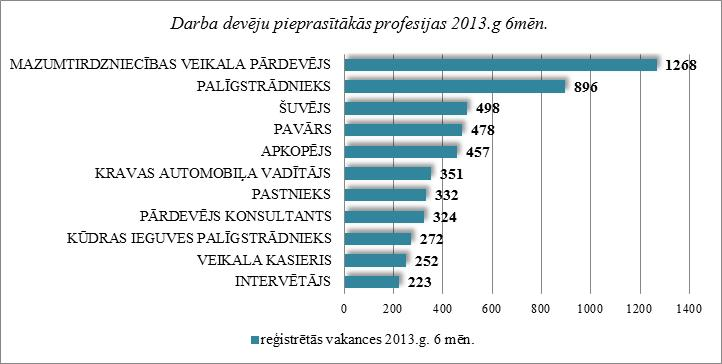 Darba devēju pieprasītākās profesijas 2013.g 6mēn.
MAZUMTIRDZNIECĪBAS VEIKALA PĀRDEVĒJS 1268
PALĪGSTRĀDNIEKS 896
ŠUVĒJS 498
PAVĀRS 478
APKOPĒJS 457
KRAVAS AUTOMOBIĻA VADĪTĀJS 351
PASTNIEKS 332
PĀRDEVĒJS KONSULTANTS 324
KŪDRAS IEGUVES PALĪGSTRĀDNIEKS 272
VEIKALA KASIERIS 252
INTERVĒTĀJS 223
0 200 400 600 800 1000 1200 1400
reģistrētās vakances 2013.g. 6 mēn.